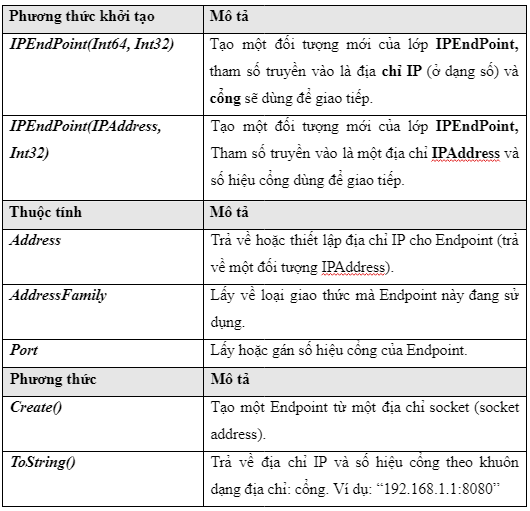 Phương thức khởi tạo
Mô tả
IPEndPoint(Int64, Int32)
Tạo một đối tượng mới của lớp IPEndPoint,
tham số truyền vào là địa chỉ IP (ở dạng số) và
cổng sẽ dùng để giao tiếp.
IPEndPoint(IPAddress,
Int32)
Tạo một đối tượng mới của lớp IPEndPoint,
Tham số truyền vào là một địa chỉ IPAddress và
số hiệu cổng dùng để giao tiếp.
Thuộc tính
Mô tả
Address
Trả về hoặc thiết lập địa chỉ IP cho Endpoint (trả
về một đối tượng IPAddress).
AddressFamily
Lấy về loại giao thức mà Endpoint này đang sử
dụng.
Port
Lấy hoặc gán số hiệu cổng của Endpoint.
Phương thức
Mô tả
Create()
Tạo một Endpoint từ một địa chỉ socket (socket
address).
ToString()
Trả về địa chỉ IP và số hiệu cổng theo khuôn
dạng địa chỉ: cổng. Ví dụ: “192.168.1.1:8080”